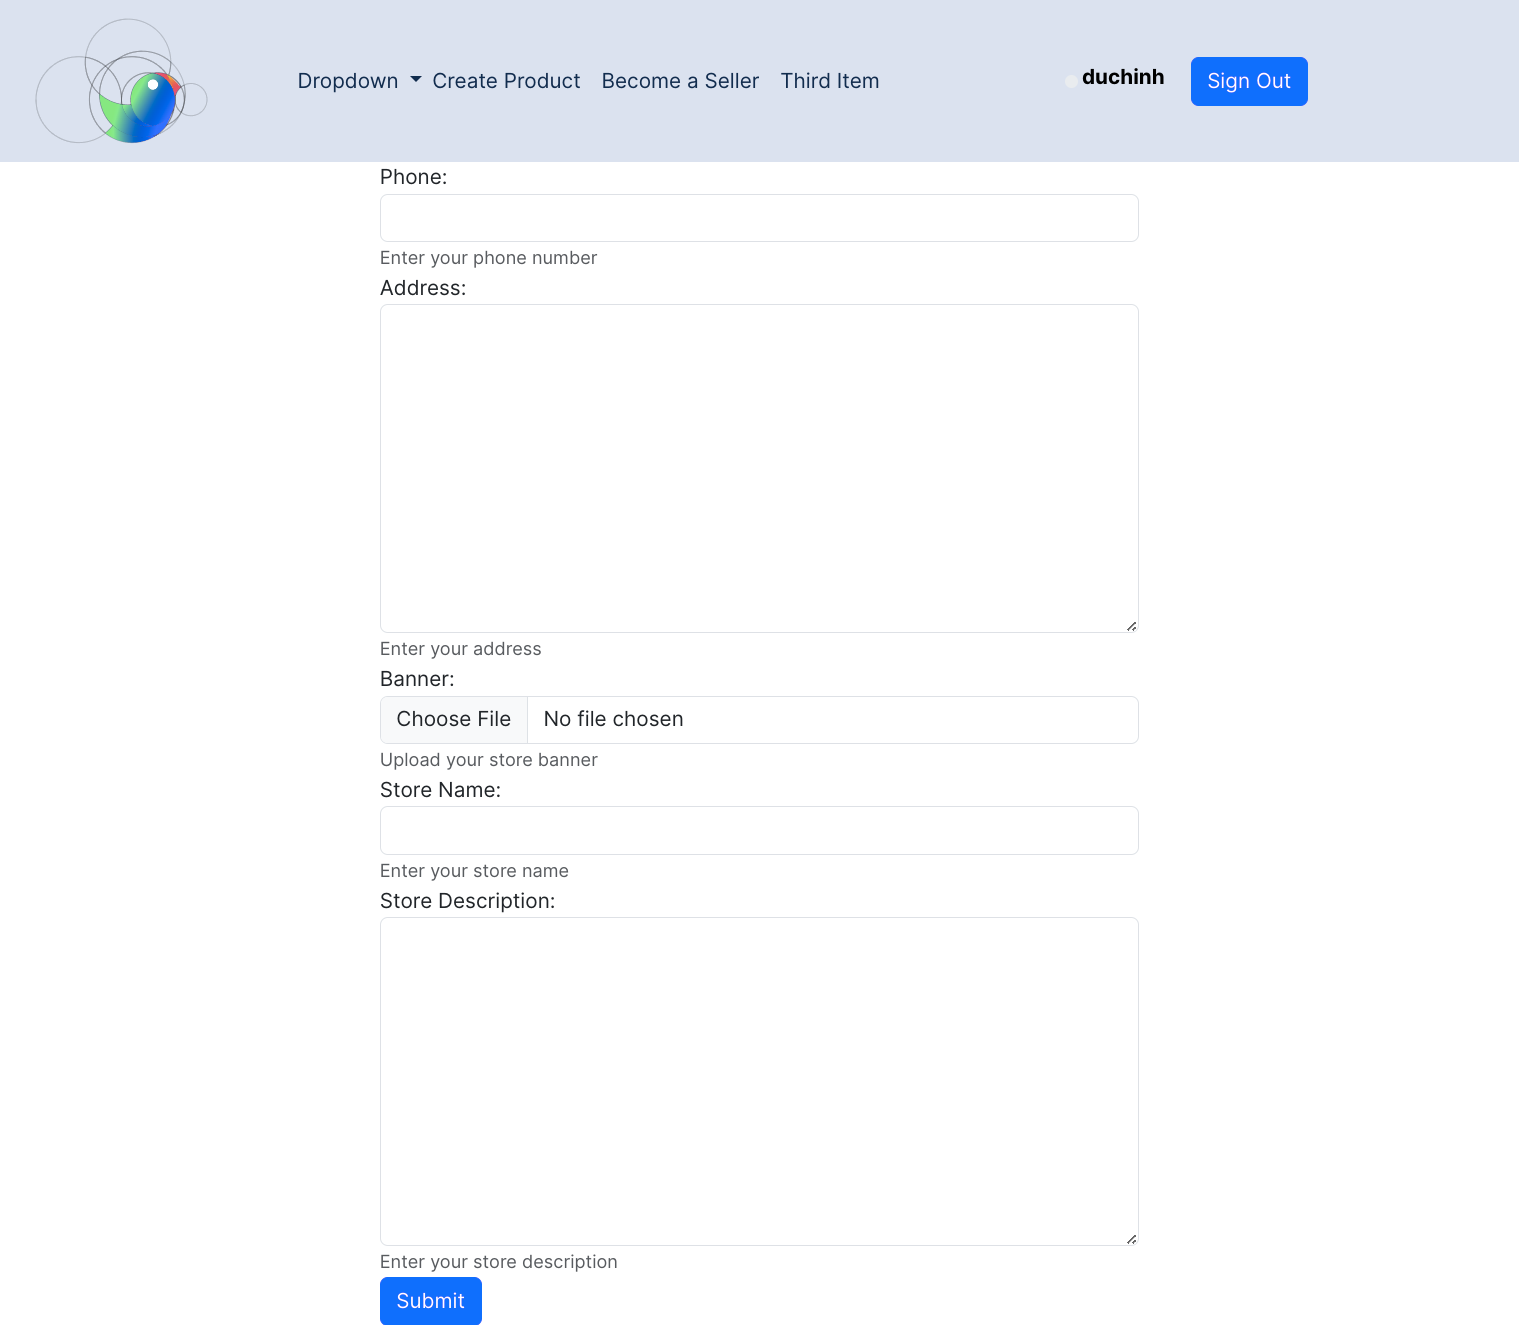 Dropdown Create Product Become a Seller Third Item duchinh Sign Out
Phone:
Enter your phone number
Address:
Enter your address
Banner:
Choose File No file chosen
Upload your store banner
Store Name:
Enter your store name
Store Description:
Enter your store description
Submit